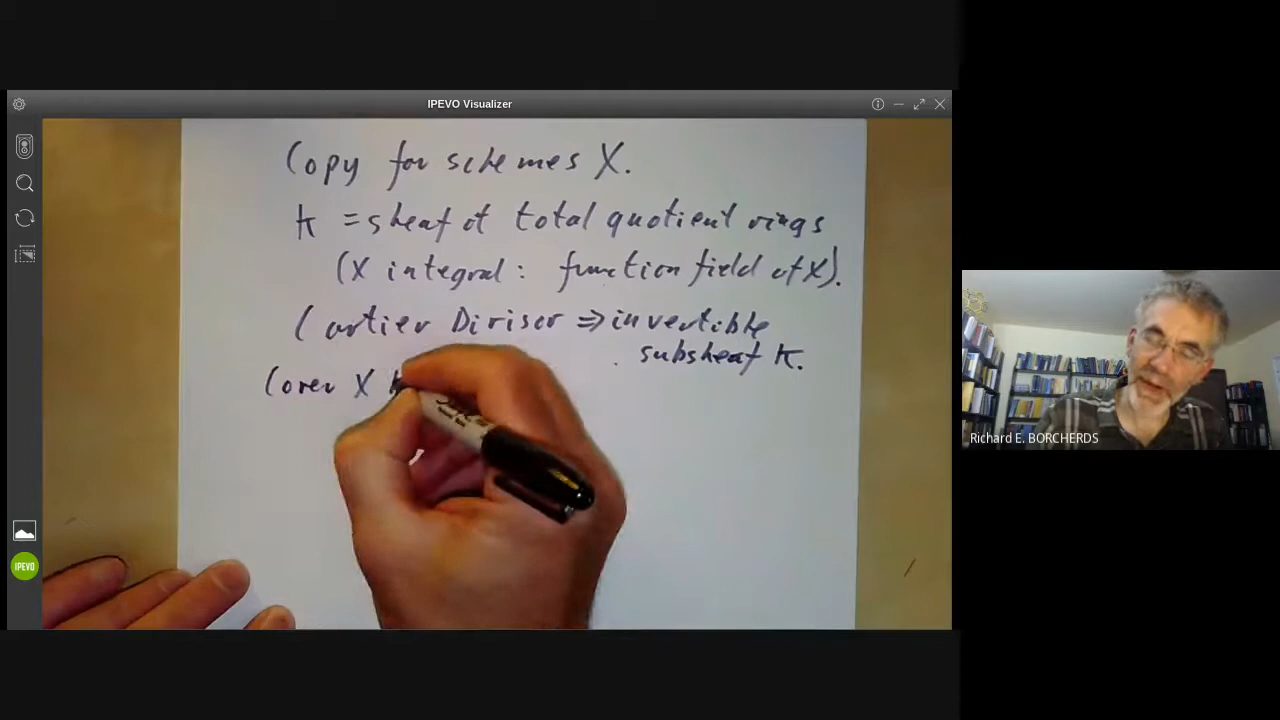 IPEVO Visualizer
Copy for schemes X.
K = sheaf of total quotient rings
(X integral: function field of X).
Cartier Divisor ⇒ invertible
subsheaf K.
Cover X
IPEVO
Richard E. BORCHERDS